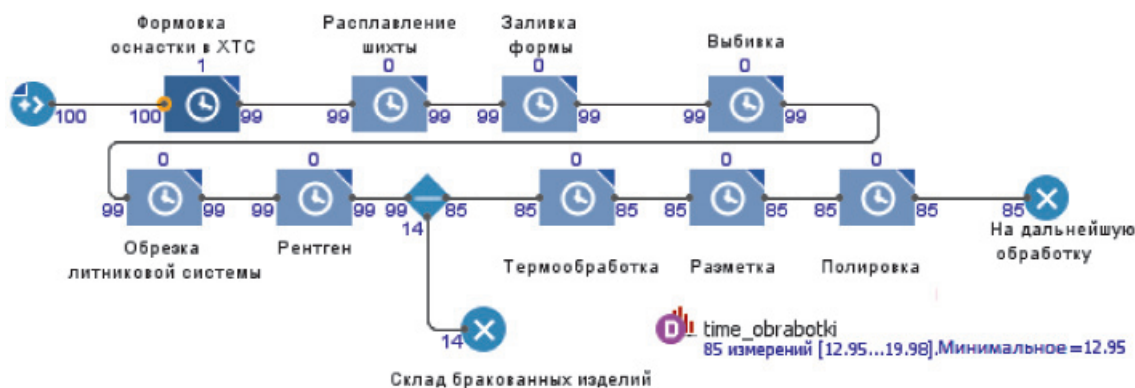 Формовка
оснастки в ХТС
Расплавление
шихты
Заливка
формы
Выбивка
1
0
0
0
100
100
99
99
99
99
99
99
99
0
0
0
0
0
99
99
99
99
99
85
85
85
85
85
85
85
85
14
Обрезка
литниковой системы
Рентген
Термообработка
Разметка
Полировка
На дальнейшую
обработку
14
Склад бракованных изделий
D
time_obrabotki
85 измерений [12.95...19.98].Минимальное=12.95